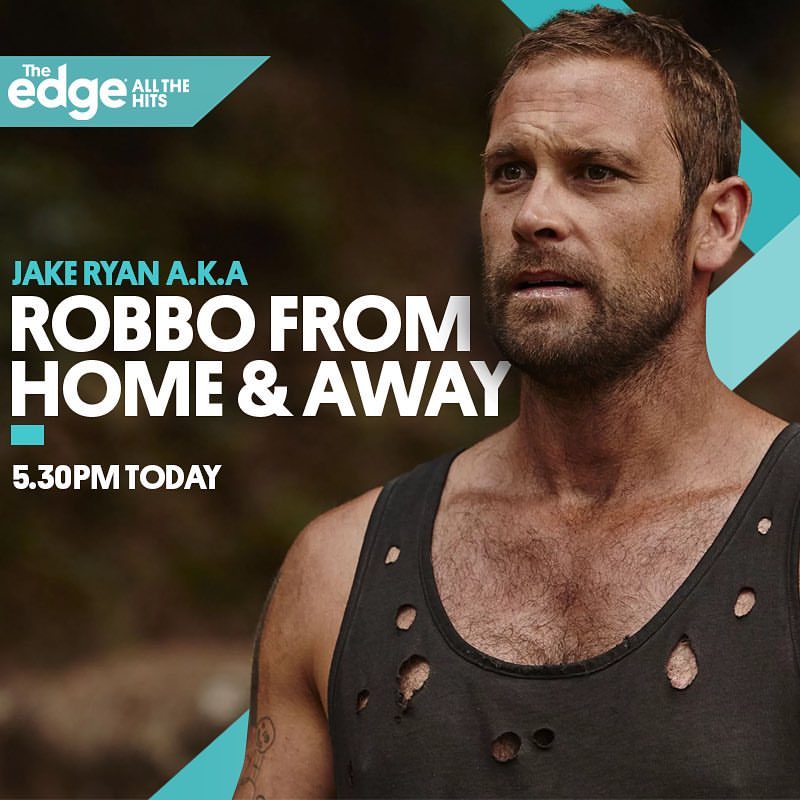 The
edge ALL THE
HITS
JAKE RYAN A.K.A
ROBBO FROM
HOME & AWAY
5.30PM TODAY